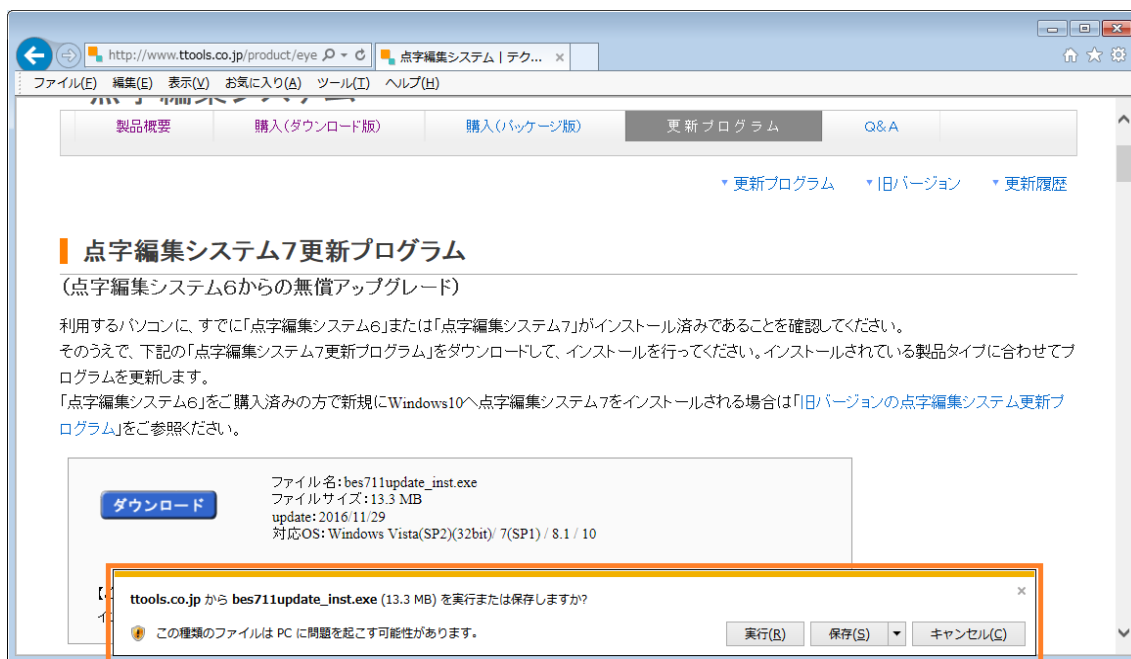 http://www.ttools.co.jp/product/eye
点字編集システム | テク...
ファイル(F) 編集(E) 表示(V) お気に入り(A) ツール(T) ヘルプ(H)
製品概要 購入(ダウンロード版) 購入(パッケージ版) 更新プログラム Q&A
▼更新プログラム ▼旧バージョン ▼更新履歴
点字編集システム7更新プログラム
(点字編集システム6からの無償アップグレード)
利用するパソコンに、すでに「点字編集システム6」または「点字編集システム7」がインストール済みであることを確認してください。
そのうえで、下記の「点字編集システム7更新プログラム」をダウンロードして、インストールを行ってください。インストールされている製品タイプに合わせてプ
ログラムを更新します。
「点字編集システム6」をご購入済みの方で新規にWindows10へ点字編集システム7をインストールされる場合は「旧バージョンの点字編集システム更新プ
ログラム」をご参照ください。
ダウンロード
ファイル名:bes711update_inst.exe
ファイルサイズ:13.3 MB
update:2016/11/29
対応OS:Windows Vista(SP2)(32bit)/ 7(SP1) / 8.1 / 10
ttools.co.jp から bes711update_inst.exe (13.3 MB) を実行または保存しますか?
この種類のファイルは PC に問題を起こす可能性があります。
実行(R) 保存(S) キャンセル(C)